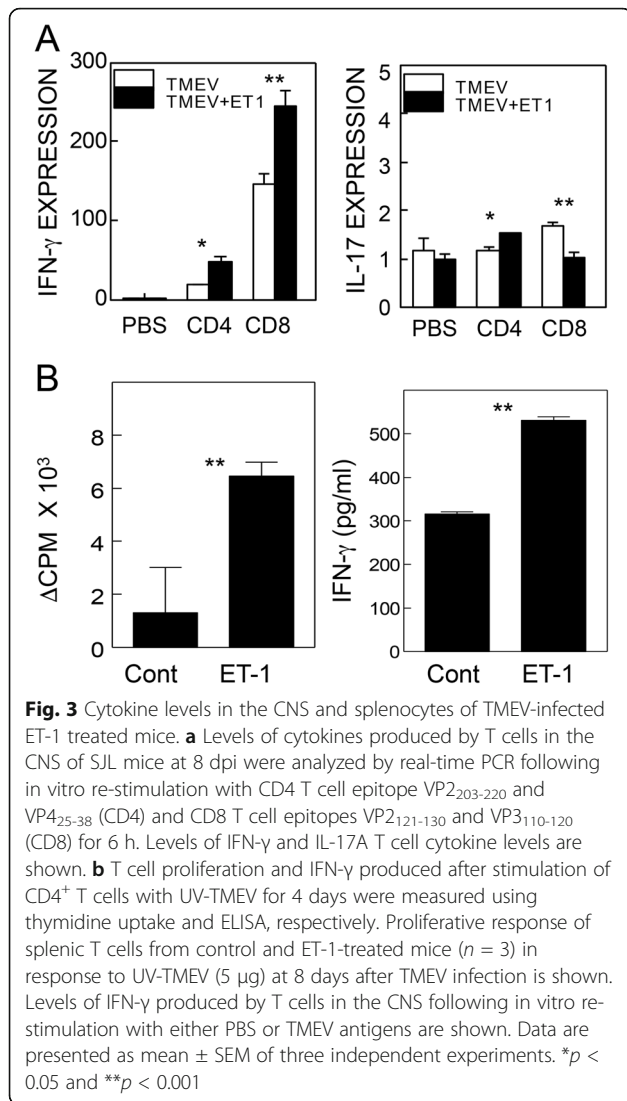 A
IFN-γ EXPRESSION
300
200
100
0
TMEV
TMEV+ET1
*
**
PBS CD4 CD8
IL-17 EXPRESSION
5
4
3
2
1
0
TMEV
TMEV+ET1
*
**
PBS CD4 CD8
B
ΔCPM X 10³
8
6
4
2
0
**
Cont ET-1
IFN-γ (pg/ml)
500
400
300
200
100
0
**
Cont ET-1
Fig. 3 Cytokine levels in the CNS and splenocytes of TMEV-infected
ET-1 treated mice. a Levels of cytokines produced by T cells in the
CNS of SJL mice at 8 dpi were analyzed by real-time PCR following
in vitro re-stimulation with CD4 T cell epitope VP2₂₀₃₋₂₂₀ and
VP4₂₅₋₃₈ (CD4) and CD8 T cell epitopes VP2₁₂₁₋₁₃₀ and VP3₁₁₀₋₁₂₀
(CD8) for 6 h. Levels of IFN-γ and IL-17A T cell cytokine levels are
shown. b T cell proliferation and IFN-γ produced after stimulation of
CD4⁺ T cells with UV-TMEV for 4 days were measured using
thymidine uptake and ELISA, respectively. Proliferative response of
splenic T cells from control and ET-1-treated mice (n = 3) in
response to UV-TMEV (5 μg) at 8 days after TMEV infection is shown.
Levels of IFN-γ produced by T cells in the CNS following in vitro re-
stimulation with either PBS or TMEV antigens are shown. Data are
presented as mean ± SEM of three independent experiments. *p <
0.05 and **p < 0.001